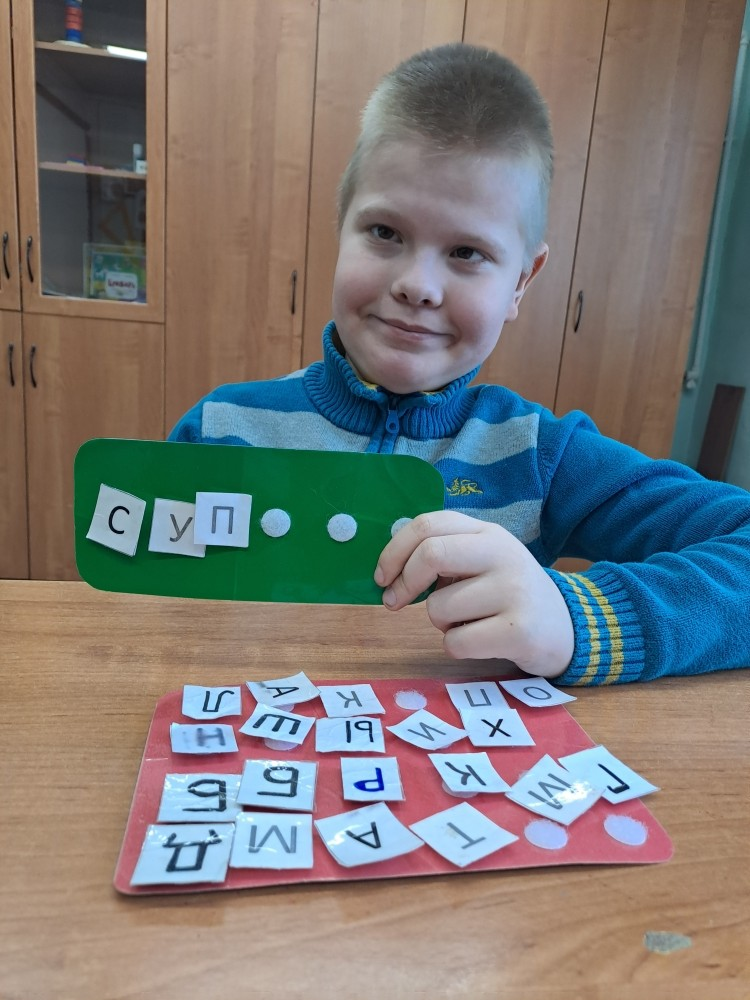 СУП
Л А К П О
Н Ы И Х
Б Б Р К М Г
Д М А Т